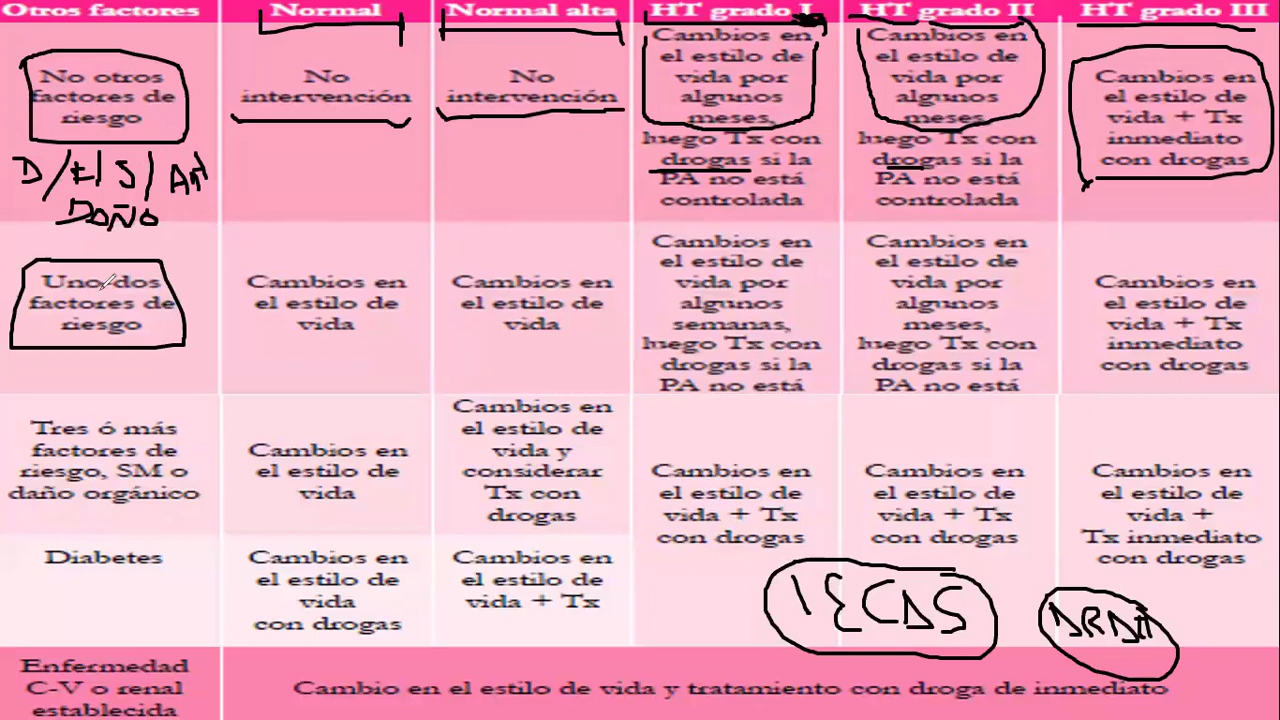 Otros factores
Normal
Normal alta
HT grado I
HT grado II
HT grado III
No otros
factores de
riesgo
No
intervención
No
intervención
Cambios en
el estilo de
vida por
algunos
meses,
luego Tx con
drogas si la
PA no está
controlada
Cambios en
el estilo de
vida por
algunos
meses,
luego Tx con
drogas si la
PA no está
controlada
Cambios en
el estilo de
vida + Tx
inmediato
con drogas
DAÑO
Uno dos
factores de
riesgo
Cambios en
el estilo de
vida
Cambios en
el estilo de
vida
Cambios en
el estilo de
vida por
algunos
semanas,
luego Tx con
drogas si la
PA no está
Cambios en
el estilo de
vida por
algunos
meses,
luego Tx con
drogas si la
PA no está
Cambios en
el estilo de
vida + Tx
inmediato
con drogas
Tres ó más
factores de
riesgo, SM o
daño orgánico
Cambios en
el estilo de
vida
Cambios en
el estilo de
vida y
considerar
Tx con
drogas
Cambios en
el estilo de
vida + Tx
con drogas
Cambios en
el estilo de
vida + Tx
con drogas
Cambios en
el estilo de
vida +
Tx inmediato
con drogas
Diabetes
Cambios en
el estilo de
vida
con drogas
Cambios en
el estilo de
vida + Tx
IECAS
ARAII
Enfermedad
C-V o renal
establecida
Cambio en el estilo de vida y tratamiento con droga de inmediato